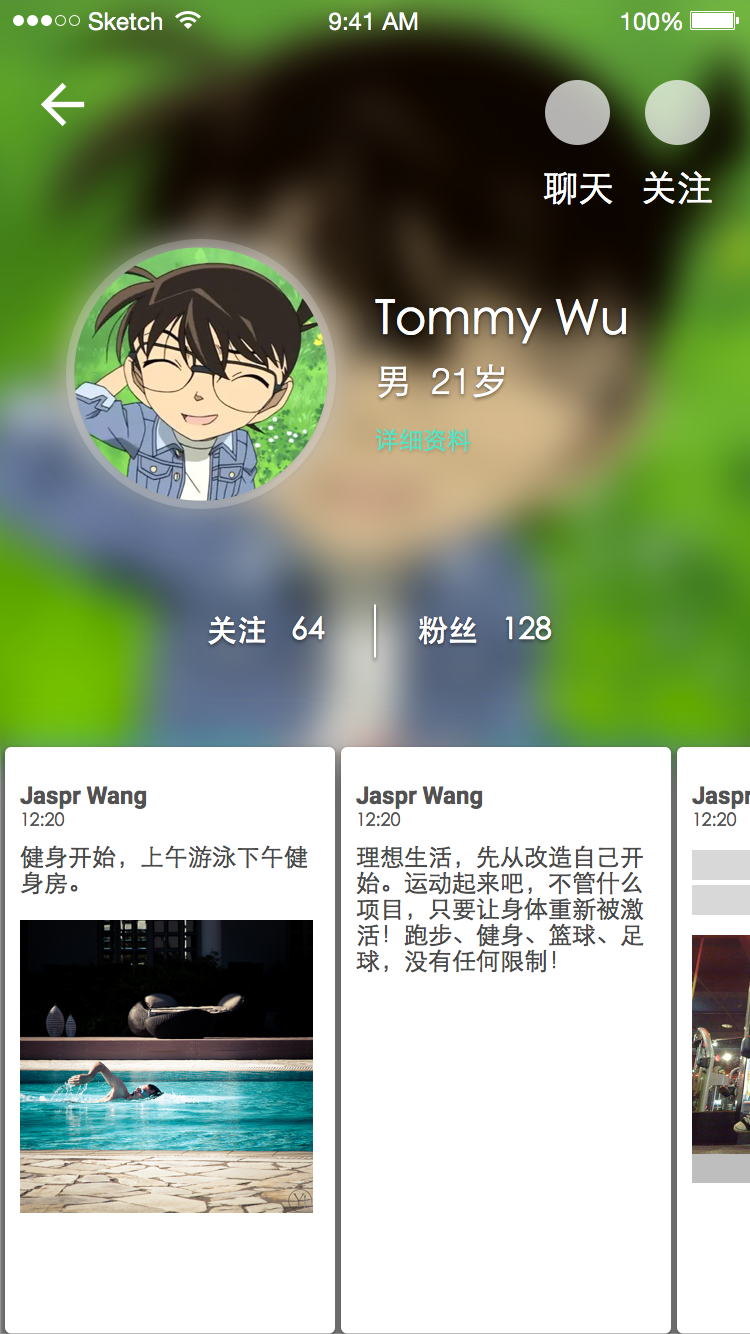 Sketch 9:41 AM 100%
聊天 关注
Tommy Wu
男 21岁
详细资料
关注 64 粉丝 128
Jaspr Wang
12:20
健身开始，上午游泳下午健
身房。
Jaspr Wang
12:20
理想生活，先从改造自己开
始。运动起来吧，不管什么
项目，只要让身体重新被激
活！跑步、健身、篮球、足
球，没有任何限制！
Jaspr
12:20